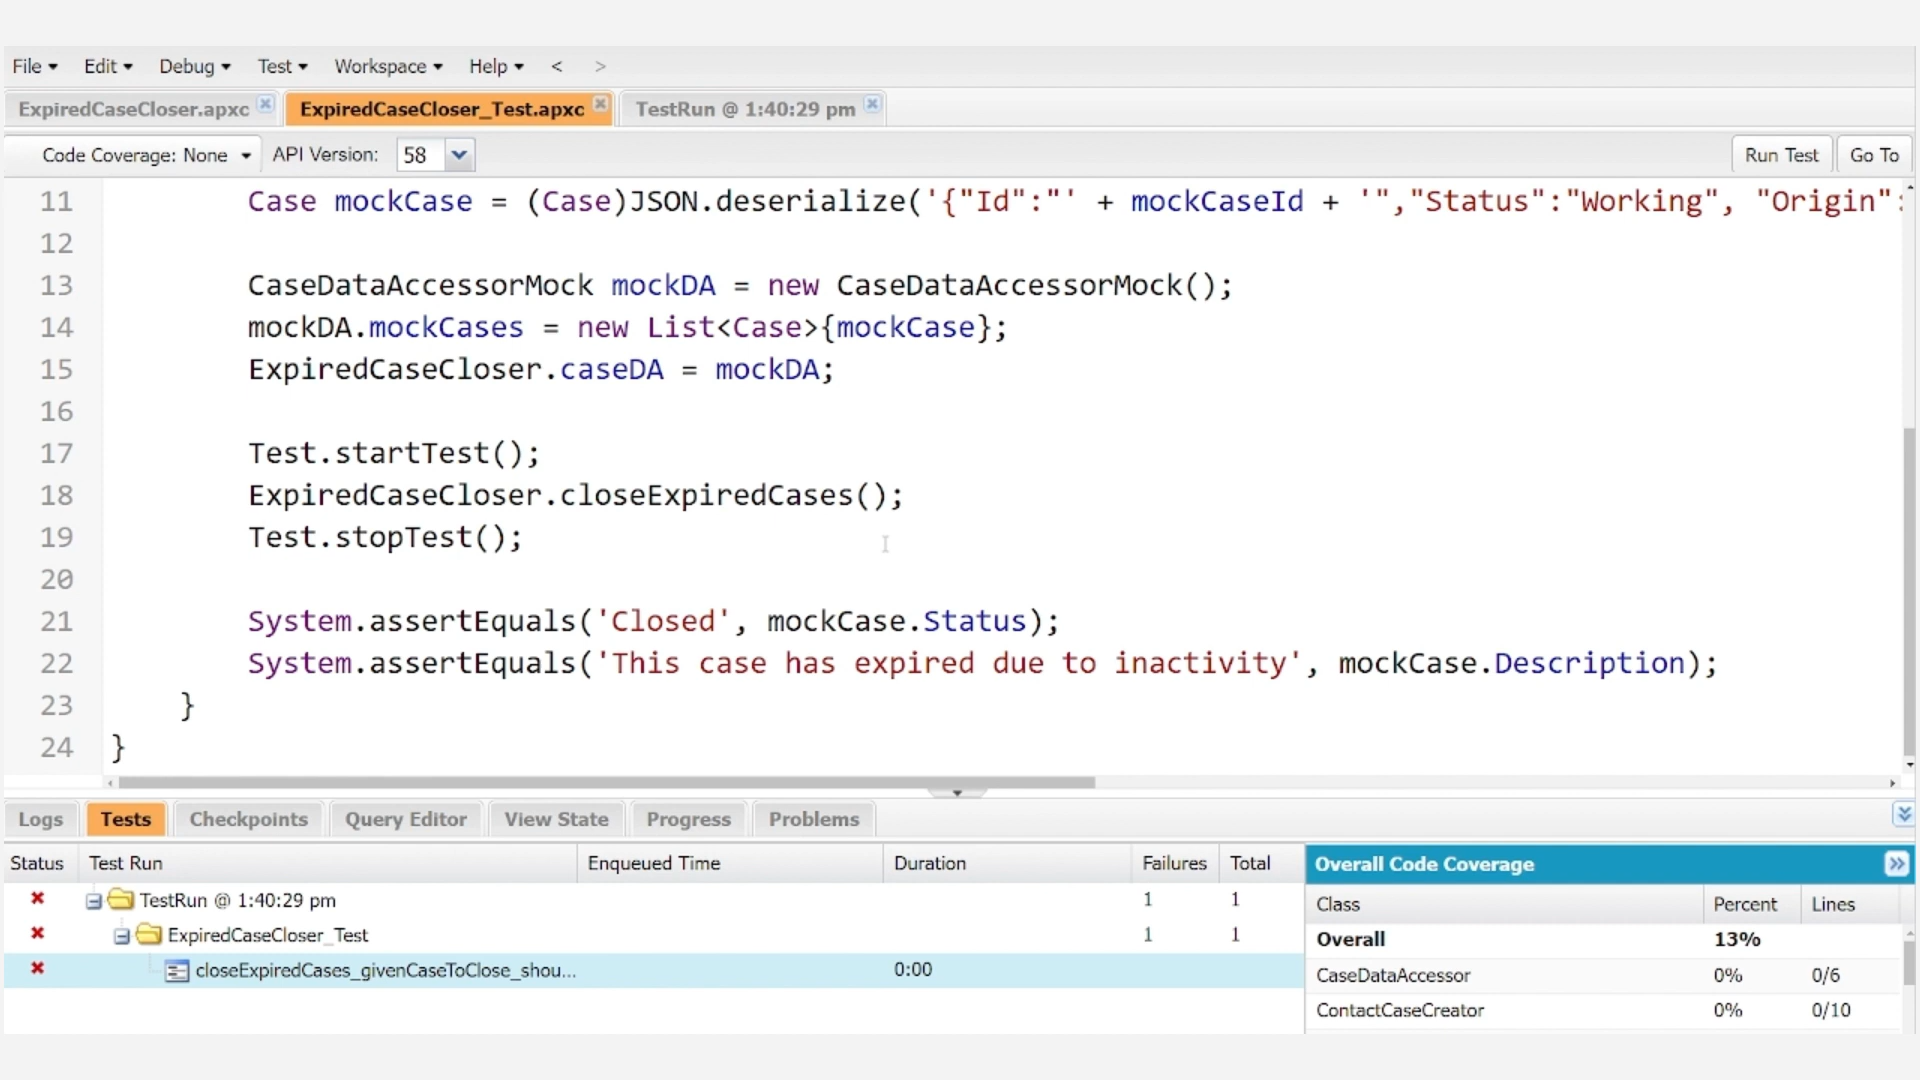 File Edit Debug Test Workspace Help < >
ExpiredCaseCloser.apxc ExpiredCaseCloser_Test.apxc TestRun @ 1:40:29 pm
Code Coverage: None API Version: 58 Run Test Go To
11 Case mockCase = (Case)JSON.deserialize('{"Id":"' + mockCaseId + '","Status":"Working", "Origin":
12
13 CaseDataAccessorMock mockDA = new CaseDataAccessorMock();
14 mockDA.mockCases = new List<Case>{mockCase};
15 ExpiredCaseCloser.caseDA = mockDA;
16
17 Test.startTest();
18 ExpiredCaseCloser.closeExpiredCases();
19 Test.stopTest();
20
21 System.assertEquals('Closed', mockCase.Status);
22 System.assertEquals('This case has expired due to inactivity', mockCase.Description);
23 }
24 }
Logs Tests Checkpoints Query Editor View State Progress Problems
Status Test Run Enqueued Time Duration Failures Total Overall Code Coverage
TestRun @ 1:40:29 pm 1 1
Class Percent Lines
ExpiredCaseCloser_Test 1 1
Overall 13%
closeExpiredCases_givenCaseToClose_shou... 0:00
CaseDataAccessor 0% 0/6
ContactCaseCreator 0% 0/10